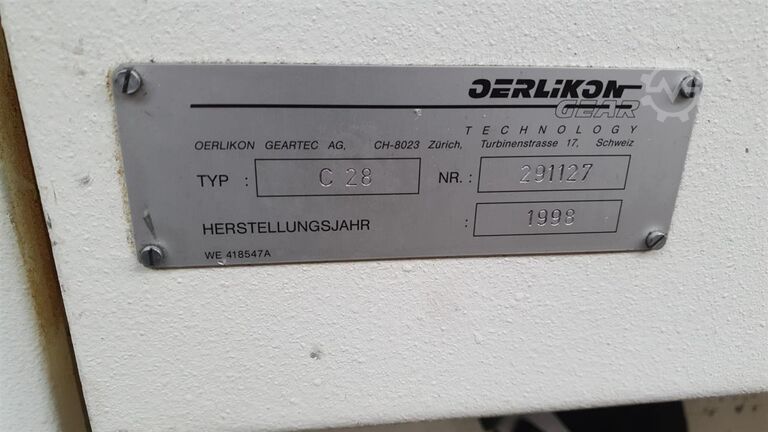 OERLiKON
GEAR
TECHNOLOGY
OERLIKON GEARTEC AG, CH-8023 Zürich, Turbinenstrasse 17, Schweiz
TYP : C 28 NR. : 291127
HERSTELLUNGSJAHR : 1998
WE 418547A